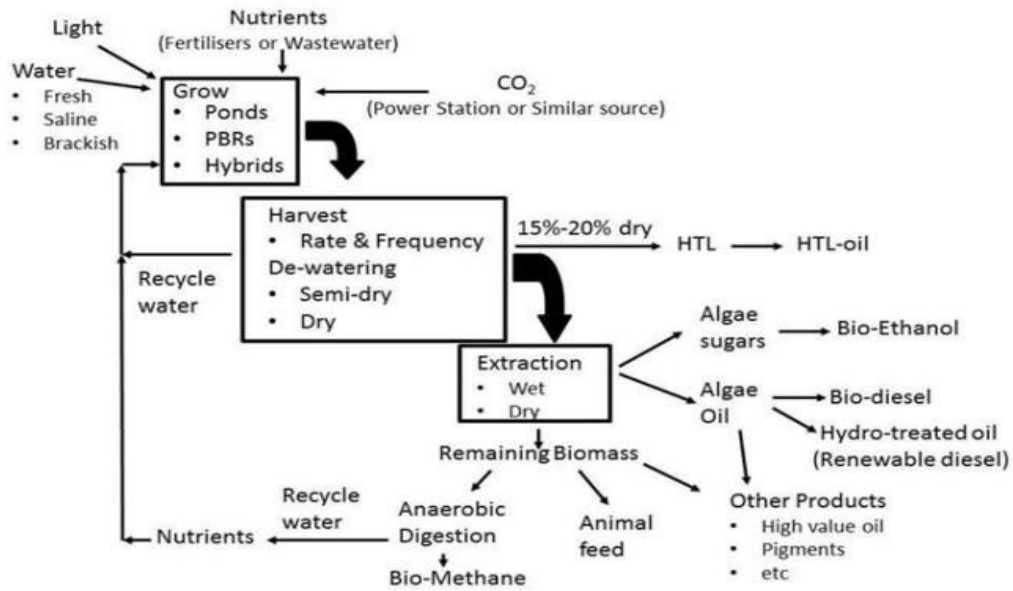 Light
Nutrients
(Fertilisers or Wastewater)
Water
• Fresh
• Saline
• Brackish
Grow
• Ponds
• PBRs
• Hybrids
CO₂
(Power Station or Similar source)
Harvest
• Rate & Frequency
De-watering
• Semi-dry
• Dry
15%-20% dry
HTL
HTL-oil
Recycle
water
Extraction
• Wet
• Dry
Algae
sugars
Bio-Ethanol
Algae
Oil
Bio-diesel
Hydro-treated oil
(Renewable diesel)
Remaining Biomass
Recycle
water
Nutrients
Anaerobic
Digestion
Bio-Methane
Animal
feed
Other Products
• High value oil
• Pigments
• etc